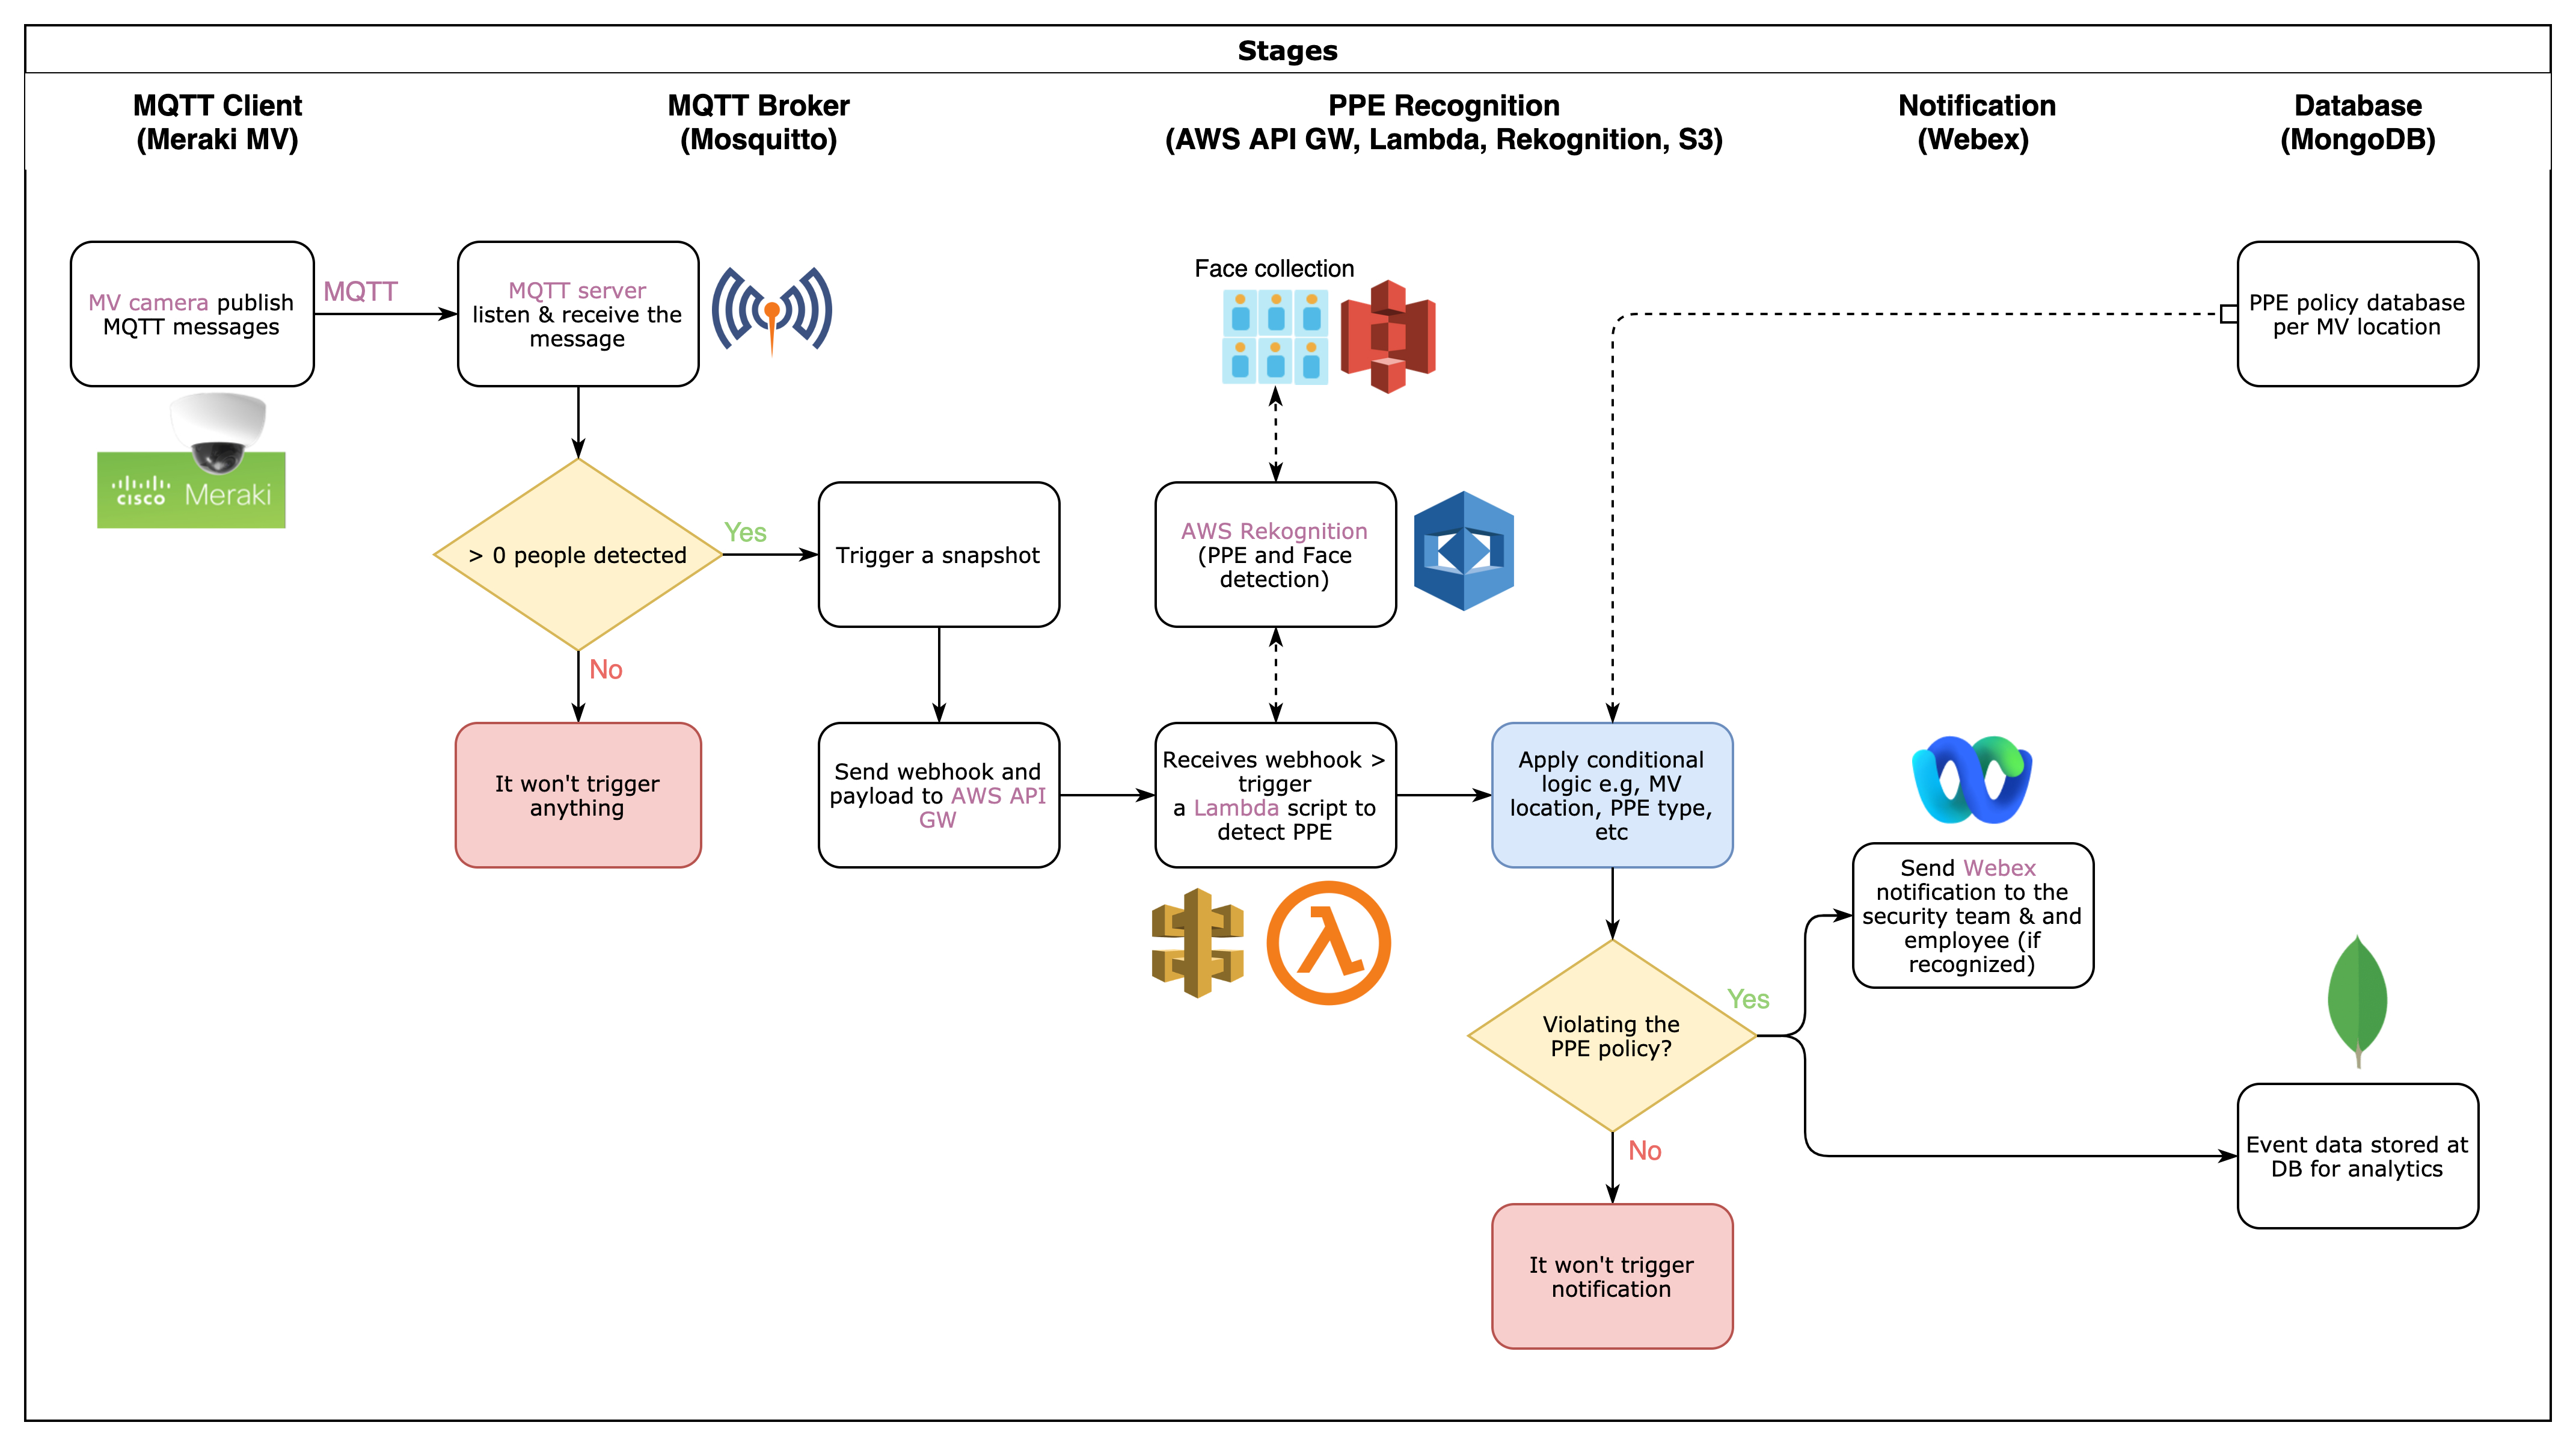 Stages
MQTT Client
(Meraki MV)
MQTT Broker
(Mosquitto)
PPE Recognition
(AWS API GW, Lambda, Rekognition, S3)
Notification
(Webex)
Database
(MongoDB)
MV camera publish
MQTT messages
MQTT
MQTT server
listen & receive the
message
Face collection
PPE policy database
per MV location
CISCO Meraki
> 0 people detected
Yes
Trigger a snapshot
AWS Rekognition
(PPE and Face
detection)
No
It won't trigger
anything
Send webhook and
payload to AWS API
GW
Receives webhook >
trigger
a Lambda script to
detect PPE
Apply conditional
logic e.g, MV
location, PPE type,
etc
Send Webex
notification to the
security team & and
employee (if
recognized)
Violating the
PPE policy?
Yes
No
Event data stored at
DB for analytics
It won't trigger
notification